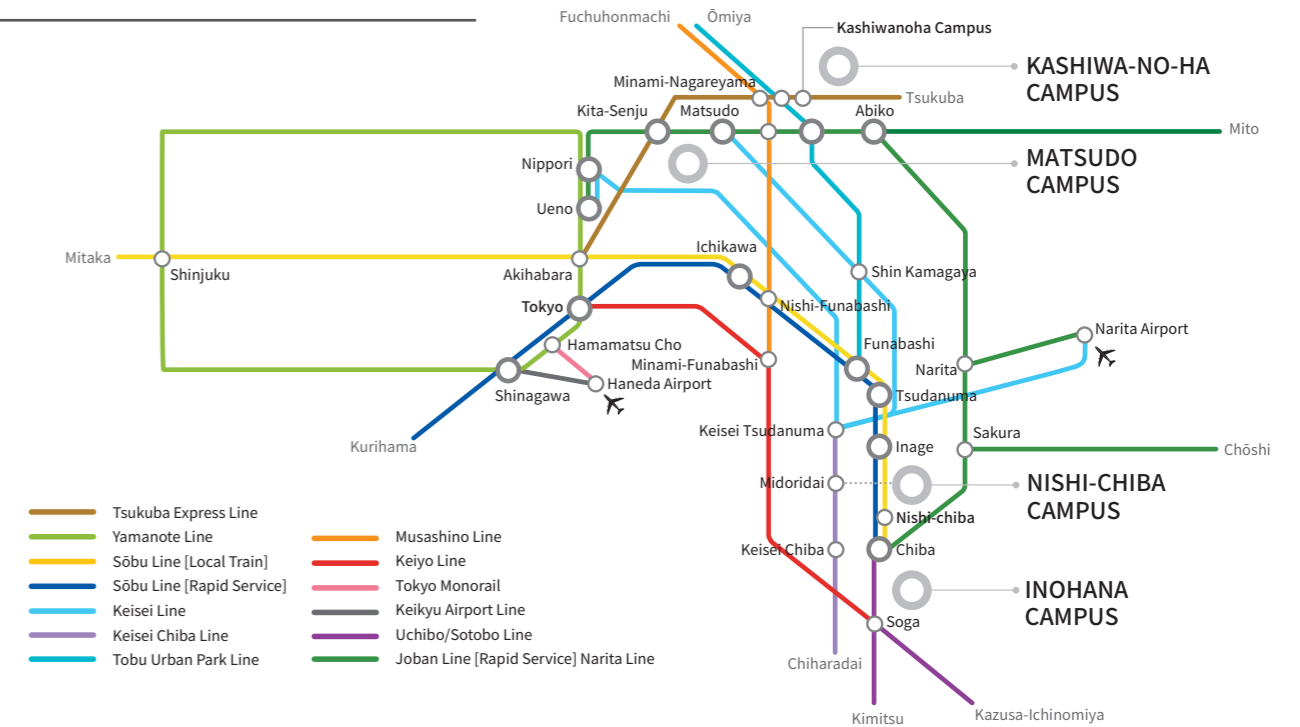 Fuchuhonmachi
Ōmiya
Kashiwanoha Campus
KASHIWA-NO-HA
CAMPUS
Minami-Nagareyama
Tsukuba
Kita-Senju
Matsudo
Abiko
Mito
Nippori
MATSUDO
CAMPUS
Ueno
Ichikawa
Mitaka
Shinjuku
Akihabara
Shin Kamagaya
Tokyo
Nishi-Funabashi
Narita Airport
Hamamatsu Cho
Funabashi
Minami-Funabashi
Narita
Haneda Airport
Shinagawa
Tsudanuma
Keisei Tsudanuma
Sakura
Kurihama
Inage
Chōshi
Midoridai
NISHI-CHIBA
CAMPUS
Nishi-chiba
Keisei Chiba
Chiba
INOHANA
CAMPUS
Soga
Chiharadai
Kimitsu
Kazusa-Ichinomiya
Tsukuba Express Line
Yamanote Line
Sōbu Line [Local Train]
Sōbu Line [Rapid Service]
Keisei Line
Keisei Chiba Line
Tobu Urban Park Line
Musashino Line
Keiyo Line
Tokyo Monorail
Keikyu Airport Line
Uchibo/Sotobo Line
Joban Line [Rapid Service] Narita Line